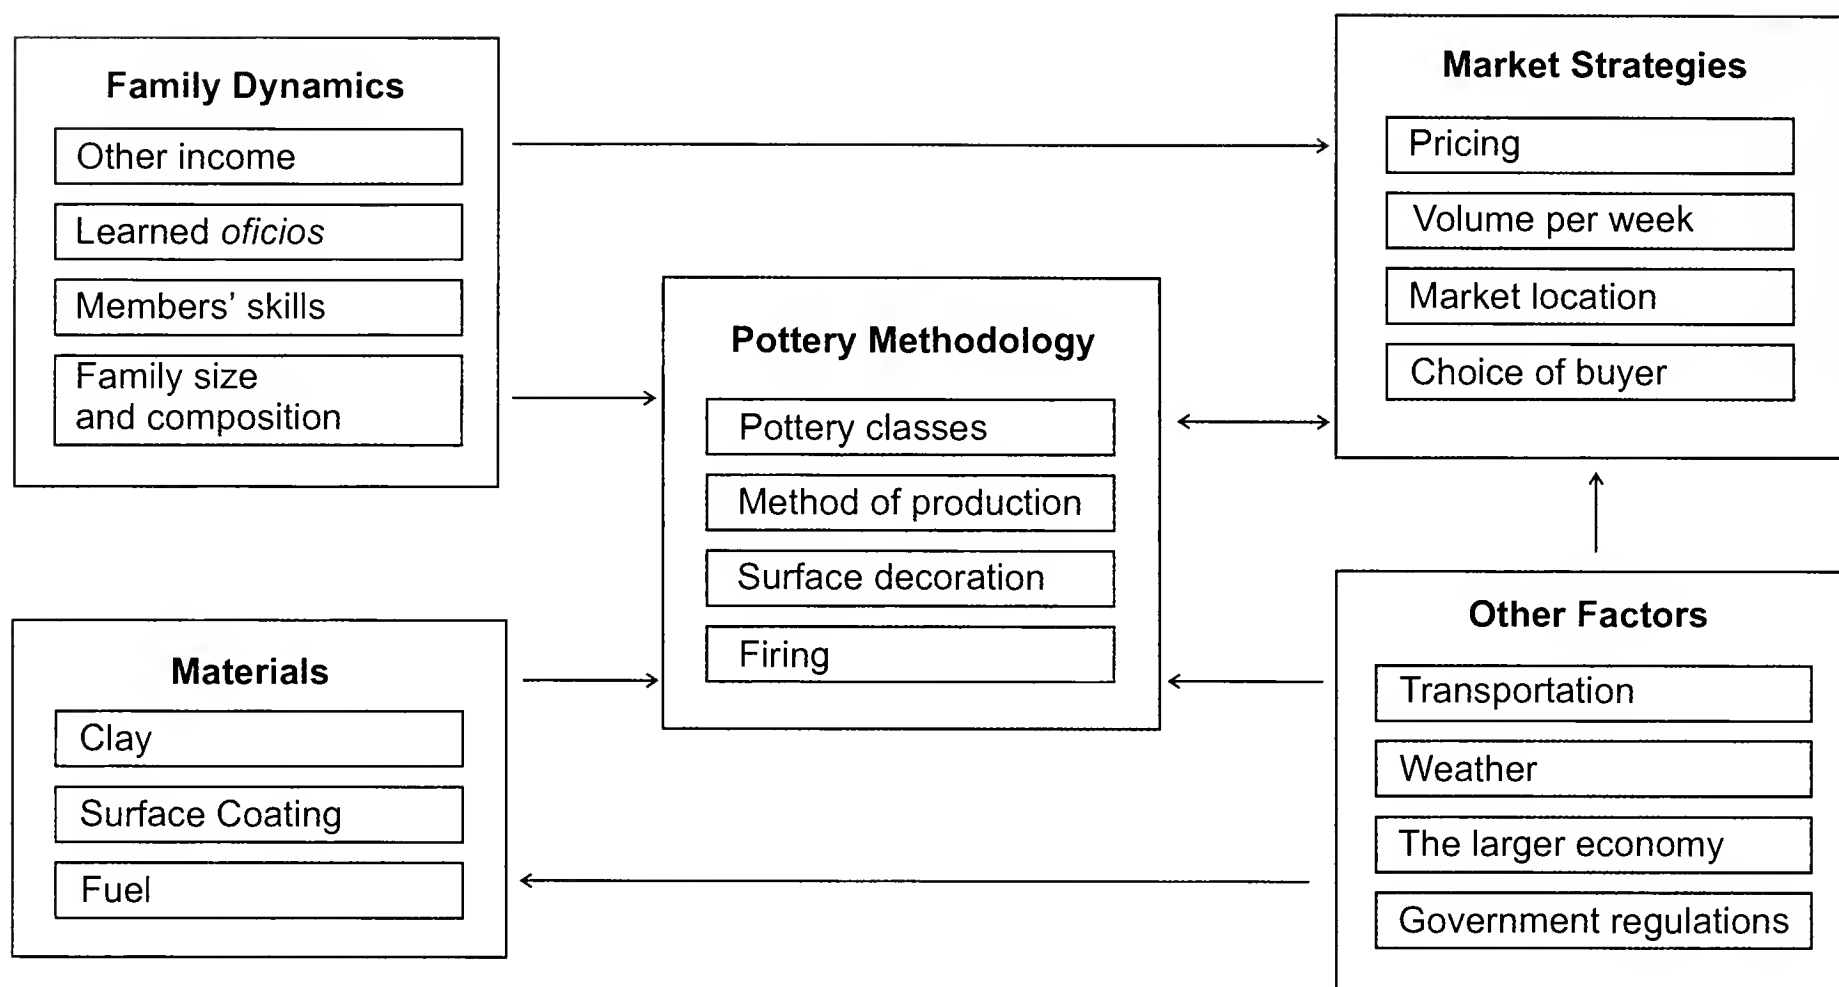 Family Dynamics
Other income
Learned oficios
Members’ skills
Family size
and composition
Materials
Clay
Surface Coating
Fuel
Pottery Methodology
Pottery classes
Method of production
Surface decoration
Firing
Market Strategies
Pricing
Volume per week
Market location
Choice of buyer
Other Factors
Transportation
Weather
The larger economy
Government regulations